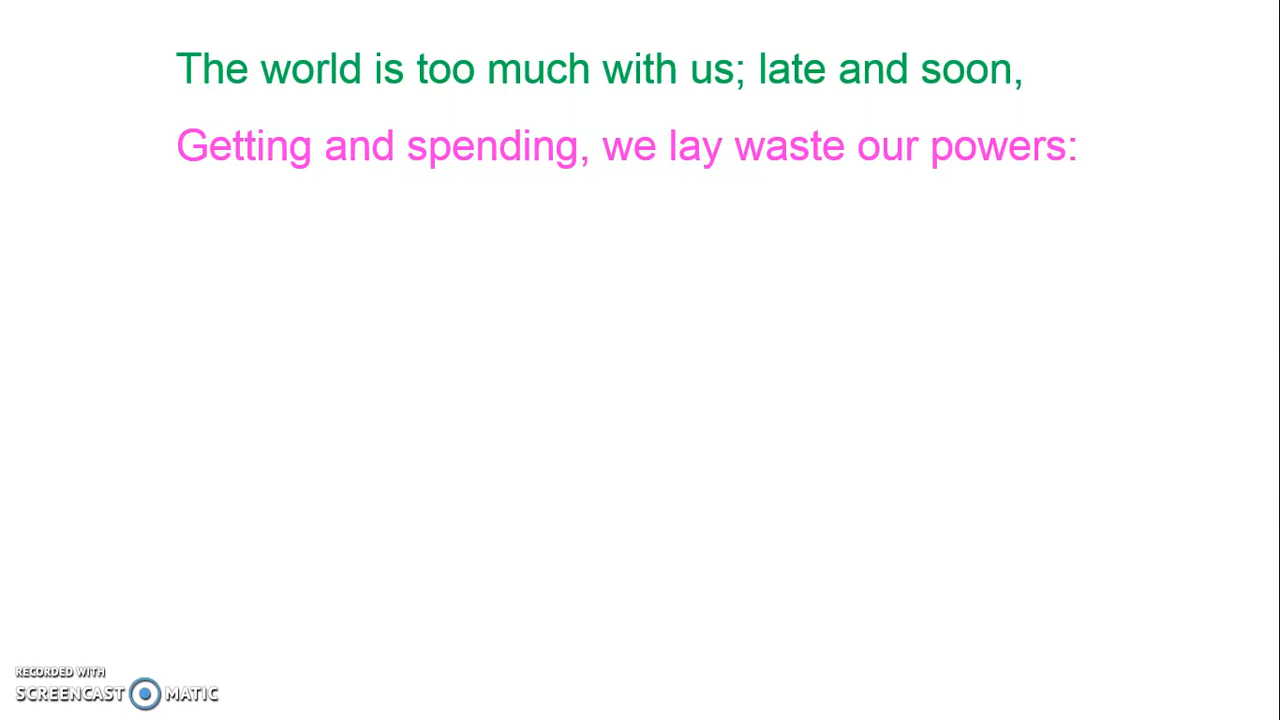 The world is too much with us; late and soon,
Getting and spending, we lay waste our powers:
RECORDED WITH
SCREENCAST MATIC